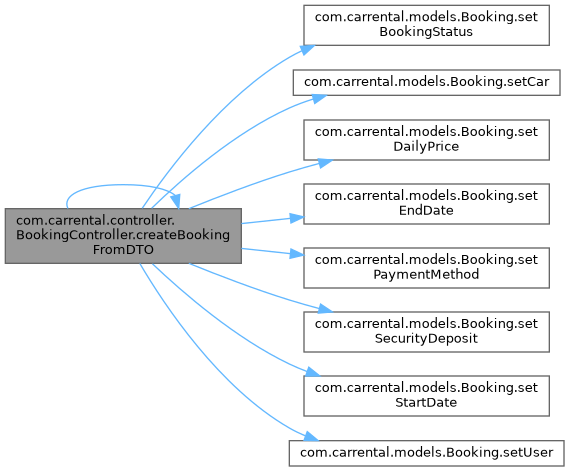 com.carrental.models.Booking.set
BookingStatus
com.carrental.models.Booking.setCar
com.carrental.models.Booking.set
DailyPrice
com.carrental.controller.
BookingController.createBooking
FromDTO
com.carrental.models.Booking.set
EndDate
com.carrental.models.Booking.set
PaymentMethod
com.carrental.models.Booking.set
SecurityDeposit
com.carrental.models.Booking.set
StartDate
com.carrental.models.Booking.setUser